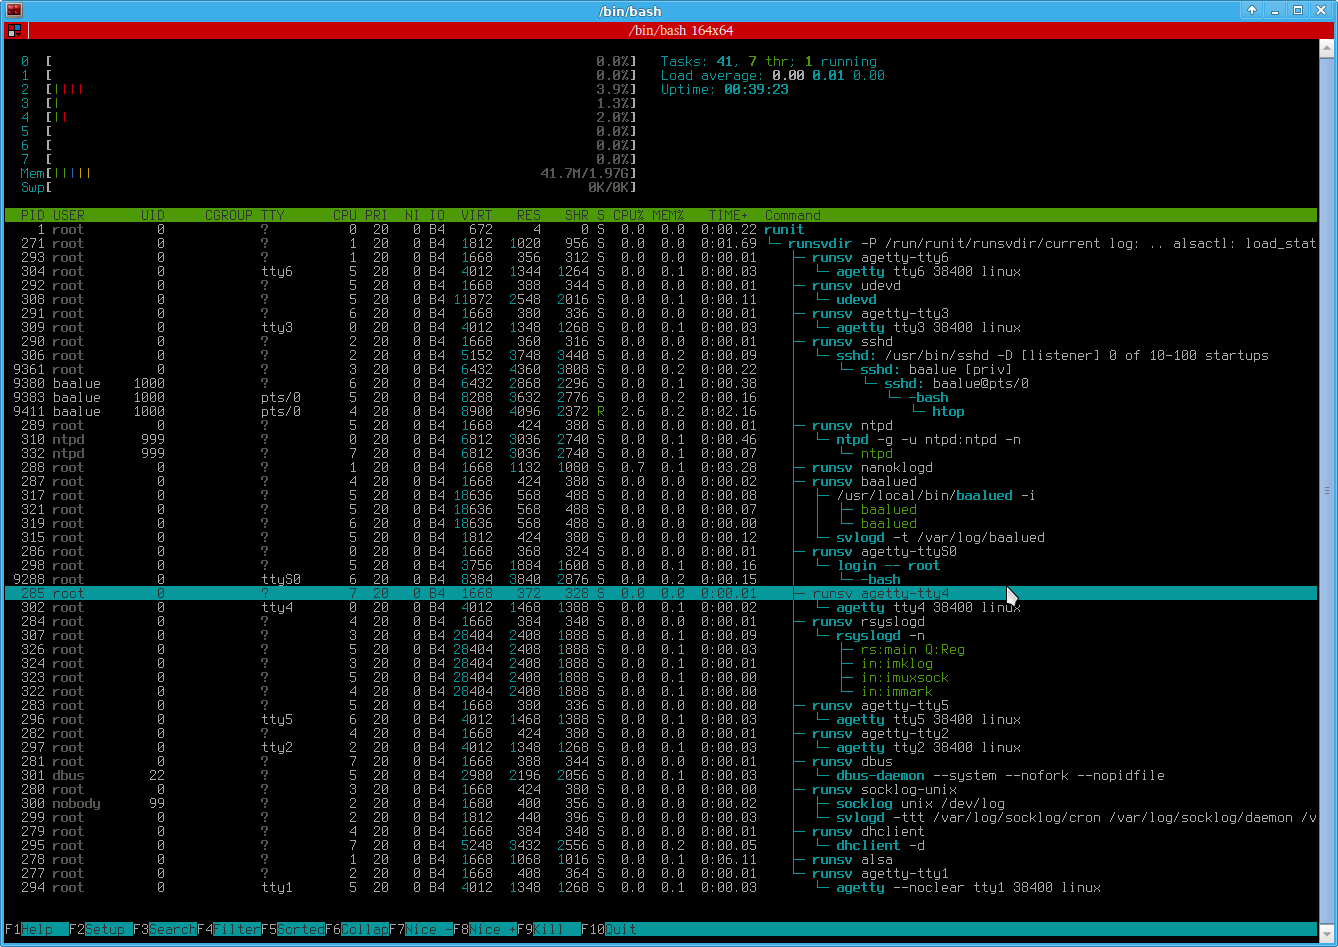 /bin/bash
/bin/bash 164x64
0 [ 0.0%] Tasks: 41, 7 thr; 1 running
1 [ 0.0%] Load average: 0.00 0.01 0.00
2 [|||| 3.9%] Uptime: 00:39:23
3 [| 1.3%]
4 [|| 2.0%]
5 [ 0.0%]
6 [ 0.0%]
7 [ 0.0%]
Mem[||||| 41.7M/1.97G]
Swp[ 0K/0K]
PID USER UID CGROUP TTY CPU PRI NI IO VIRT RES SHR S CPU% MEM% TIME+ Command
1 root 0 ? 0 20 0 B4 672 4 0 S 0.0 0.0 0:00.22 runit
271 root 0 ? 1 20 0 B4 1812 1020 956 S 0.0 0.0 0:01.69 └─ runsvdir -P /run/runit/runsvdir/current log: .. alsactl: load_stat
293 root 0 ? 1 20 0 B4 1668 356 312 S 0.0 0.0 0:00.01 ├─ runsv agetty-tty6
304 root 0 tty6 5 20 0 B4 4012 1344 1264 S 0.0 0.1 0:00.03 │ └─ agetty tty6 38400 linux
292 root 0 ? 5 20 0 B4 1668 388 344 S 0.0 0.0 0:00.01 ├─ runsv udevd
308 root 0 ? 5 20 0 B4 11872 2548 2016 S 0.0 0.1 0:00.11 │ └─ udevd
291 root 0 ? 6 20 0 B4 1668 380 336 S 0.0 0.0 0:00.01 ├─ runsv agetty-tty3
309 root 0 tty3 0 20 0 B4 4012 1348 1268 S 0.0 0.1 0:00.03 │ └─ agetty tty3 38400 linux
290 root 0 ? 2 20 0 B4 1668 360 316 S 0.0 0.0 0:00.01 ├─ runsv sshd
306 root 0 ? 2 20 0 B4 5152 3748 3440 S 0.0 0.2 0:00.09 │ └─ sshd: /usr/bin/sshd -D [listener] 0 of 10-100 startups
9361 root 0 ? 3 20 0 B4 6432 4360 3808 S 0.0 0.2 0:00.22 │ └─ sshd: baalue [priv]
9380 baalue 1000 ? 6 20 0 B4 6432 2868 2296 S 0.0 0.1 0:00.38 │ └─ sshd: baalue@pts/0
9383 baalue 1000 pts/0 5 20 0 B4 8288 3632 2776 S 0.0 0.2 0:00.16 │ └─ -bash
9411 baalue 1000 pts/0 4 20 0 B4 8900 4096 2372 R 2.6 0.2 0:02.16 │ └─ htop
289 root 0 ? 5 20 0 B4 1668 424 380 S 0.0 0.0 0:00.01 ├─ runsv ntpd
310 ntpd 999 ? 0 20 0 B4 6812 3036 2740 S 0.0 0.1 0:00.46 │ └─ ntpd -g -u ntpd:ntpd -n
332 ntpd 999 ? 7 20 0 B4 6812 3036 2740 S 0.0 0.1 0:00.07 │ └─ ntpd
288 root 0 ? 1 20 0 B4 1668 1132 1080 S 0.7 0.1 0:03.28 ├─ runsv nanoklogd
287 root 0 ? 4 20 0 B4 1668 424 380 S 0.0 0.0 0:00.02 ├─ runsv baalued
317 root 0 ? 5 20 0 B4 18636 568 488 S 0.0 0.0 0:00.08 │ ├─ /usr/local/bin/baalued -i
321 root 0 ? 5 20 0 B4 18636 568 488 S 0.0 0.0 0:00.07 │ │ ├─ baalued
319 root 0 ? 6 20 0 B4 18636 568 488 S 0.0 0.0 0:00.00 │ │ └─ baalued
315 root 0 ? 5 20 0 B4 1812 424 380 S 0.0 0.0 0:00.12 │ └─ svlogd -t /var/log/baalued
286 root 0 ? 0 20 0 B4 1668 368 324 S 0.0 0.0 0:00.01 ├─ runsv agetty-ttyS0
298 root 0 ? 5 20 0 B4 3756 1884 1600 S 0.0 0.1 0:00.05 │ └─ login -- root
9288 root 0 ttyS0 6 20 0 B4 8384 3840 2876 S 0.0 0.2 0:00.15 │ └─ -bash
285 root 0 ? 7 20 0 B4 1668 372 328 S 0.0 0.0 0:00.01 ├─ runsv agetty-tty4
302 root 0 tty4 0 20 0 B4 4012 1468 1388 S 0.0 0.1 0:00.02 │ └─ agetty tty4 38400 linux
284 root 0 ? 4 20 0 B4 1668 384 340 S 0.0 0.0 0:00.01 ├─ runsv rsyslogd
307 root 0 ? 3 20 0 B4 28404 2408 1888 S 0.0 0.1 0:00.09 │ └─ rsyslogd -n
326 root 0 ? 5 20 0 B4 28404 2408 1888 S 0.0 0.1 0:00.03 │ ├─ rs:main Q:Reg
324 root 0 ? 3 20 0 B4 28404 2408 1888 S 0.0 0.1 0:00.03 │ ├─ in:imklog
323 root 0 ? 5 20 0 B4 28404 2408 1888 S 0.0 0.1 0:00.00 │ ├─ in:imuxsock
322 root 0 ? 4 20 0 B4 28404 2408 1888 S 0.0 0.1 0:00.00 │ └─ in:immark
283 root 0 ? 5 20 0 B4 1668 380 336 S 0.0 0.0 0:00.00 ├─ runsv agetty-tty5
296 root 0 tty5 6 20 0 B4 4012 1468 1388 S 0.0 0.1 0:00.03 │ └─ agetty tty5 38400 linux
282 root 0 ? 4 20 0 B4 1668 424 380 S 0.0 0.0 0:00.01 ├─ runsv agetty-tty2
297 root 0 tty2 2 20 0 B4 4012 1348 1268 S 0.0 0.1 0:00.03 │ └─ agetty tty2 38400 linux
281 root 0 ? 7 20 0 B4 1668 388 344 S 0.0 0.0 0:00.01 ├─ runsv dbus
301 dbus 22 ? 5 20 0 B4 2980 2196 2056 S 0.0 0.1 0:00.03 │ └─ dbus-daemon --system --nofork --nopidfile
280 root 0 ? 3 20 0 B4 1668 424 380 S 0.0 0.0 0:00.00 ├─ runsv socklog-unix
300 nobody 99 ? 2 20 0 B4 1680 400 356 S 0.0 0.0 0:00.02 │ ├─ socklog unix /dev/log
299 root 0 ? 2 20 0 B4 1812 440 396 S 0.0 0.0 0:00.03 │ └─ svlogd -ttt /var/log/socklog/cron /var/log/socklog/daemon /v
279 root 0 ? 4 20 0 B4 1668 384 340 S 0.0 0.0 0:00.01 ├─ runsv dhclient
295 root 0 ? 7 20 0 B4 5248 3432 2556 S 0.0 0.2 0:00.05 │ └─ dhclient -d
278 root 0 ? 1 20 0 B4 1668 1068 1016 S 0.0 0.1 0:06.11 ├─ runsv alsa
277 root 0 ? 2 20 0 B4 1668 408 364 S 0.0 0.0 0:00.01 └─ runsv agetty-tty1
294 root 0 tty1 5 20 0 B4 4012 1348 1268 S 0.0 0.1 0:00.03 └─ agetty --noclear tty1 38400 linux
F1Help F2Setup F3SearchF4FilterF5SortedF6CollapF7Nice -F8Nice +F9Kill F10Quit